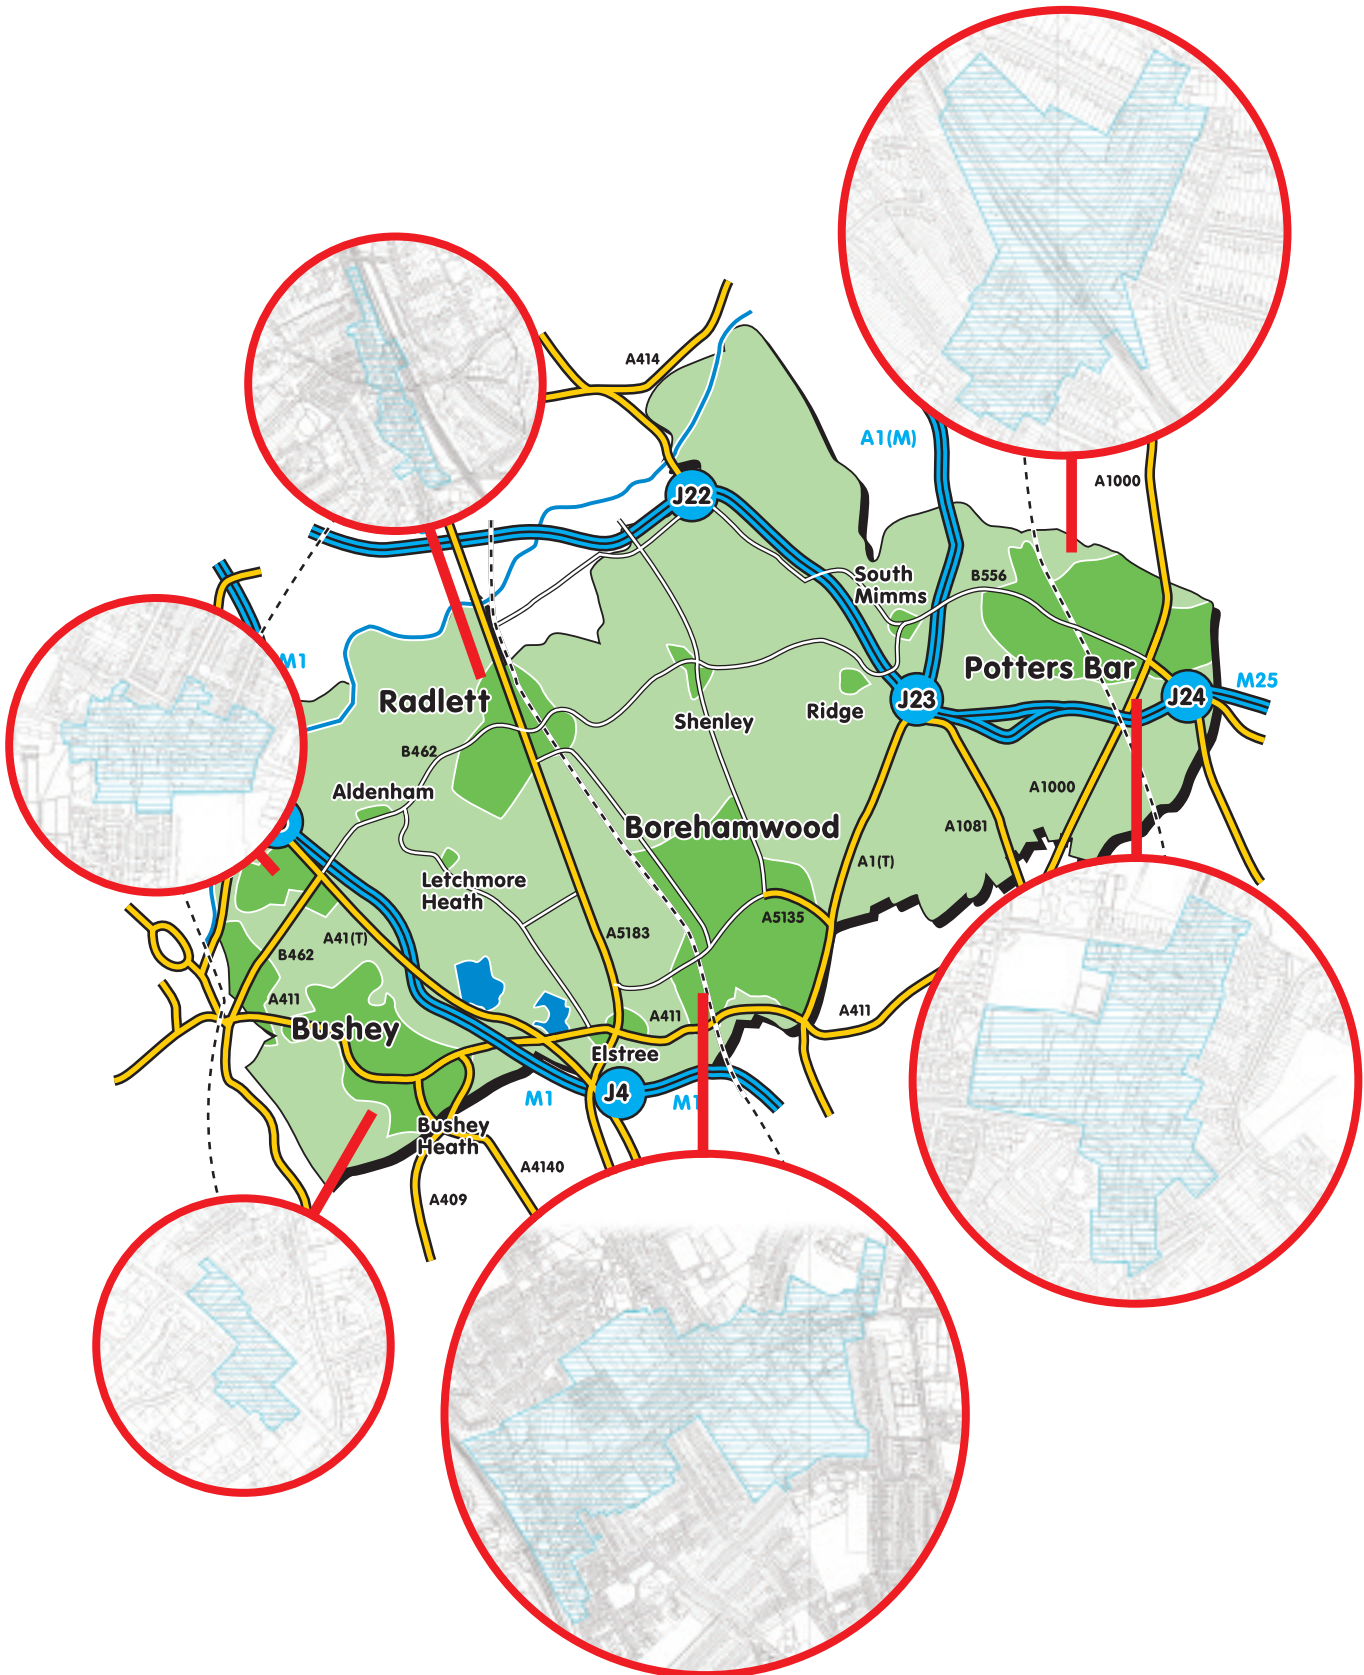 A414
A1(M)
A1000
J22
South
Mimms
B556
M1
Potters Bar
M25
J24
Radlett
J23
Shenley
Ridge
B462
Aldenham
A1000
Borehamwood
A1081
A1(T)
Letchmore
Heath
A5135
A5183
A41(T)
B462
A411
A411
A411
Bushey
Elstree
J4
M1
M1
Bushey
Heath
A4140
A409